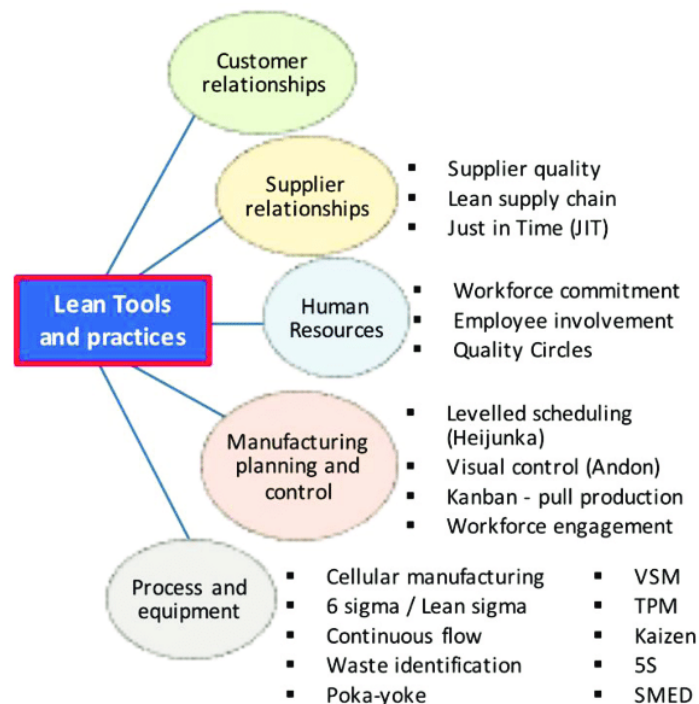 Customer
relationships
Supplier
relationships
▪ Supplier quality
▪ Lean supply chain
▪ Just in Time (JIT)
Lean Tools
and practices
Human
Resources
▪ Workforce commitment
▪ Employee involvement
▪ Quality Circles
Manufacturing
planning and
control
▪ Levelled scheduling
(Heijunka)
▪ Visual control (Andon)
▪ Kanban - pull production
▪ Workforce engagement
Process and
equipment
▪ Cellular manufacturing
▪ 6 sigma / Lean sigma
▪ Continuous flow
▪ Waste identification
▪ Poka-yoke
▪ VSM
▪ TPM
▪ Kaizen
▪ 5S
▪ SMED